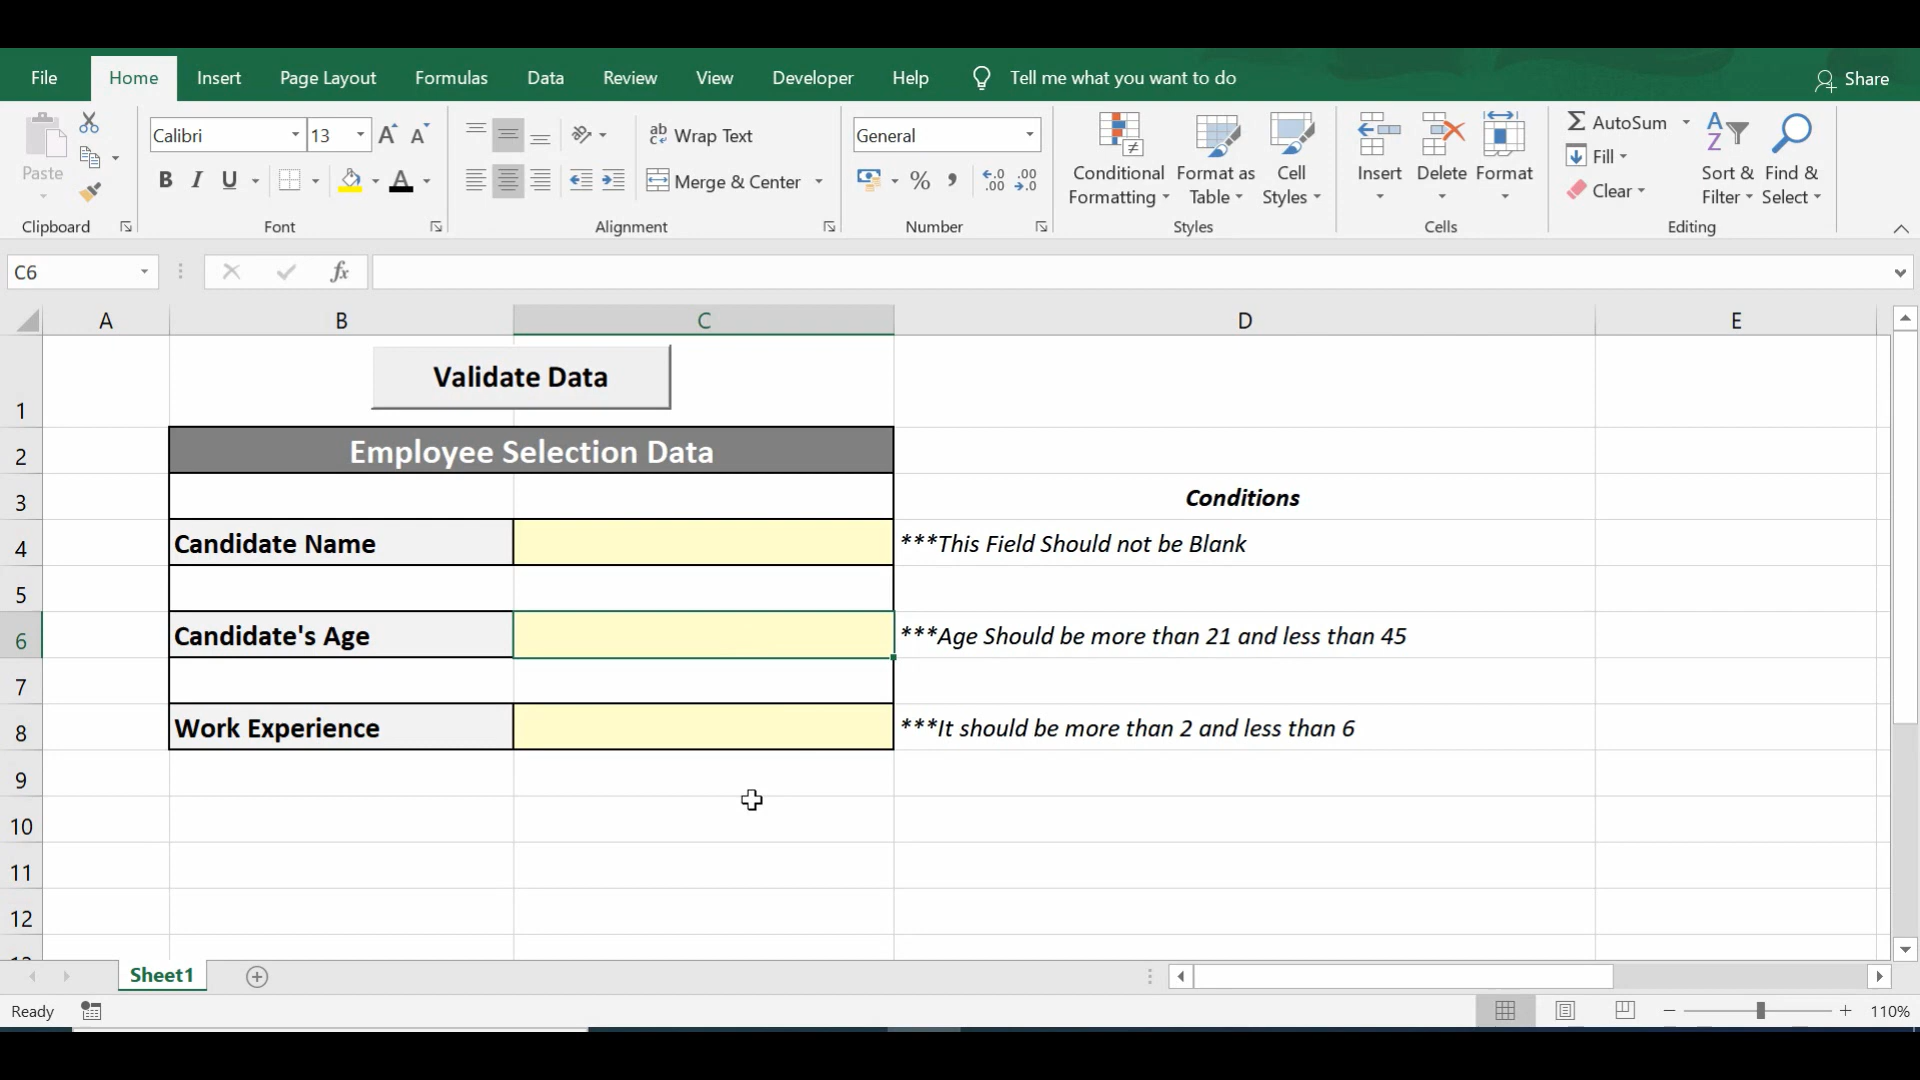 File Home Insert Page Layout Formulas Data Review View Developer Help Tell me what you want to do Share
Calibri 13 Wrap Text General AutoSum
Paste Conditional Format as Cell Insert Delete Format Fill Sort & Find &
B I U Merge & Center % Formatting Table Styles Clear Filter Select
Clipboard Font Alignment Number Styles Cells Editing
C6 fx
A B C D E
Validate Data
1
2 Employee Selection Data
3 Conditions
4 Candidate Name ***This Field Should not be Blank
5
6 Candidate's Age ***Age Should be more than 21 and less than 45
7
8 Work Experience ***It should be more than 2 and less than 6
9
10
11
12
Sheet1
Ready 110%